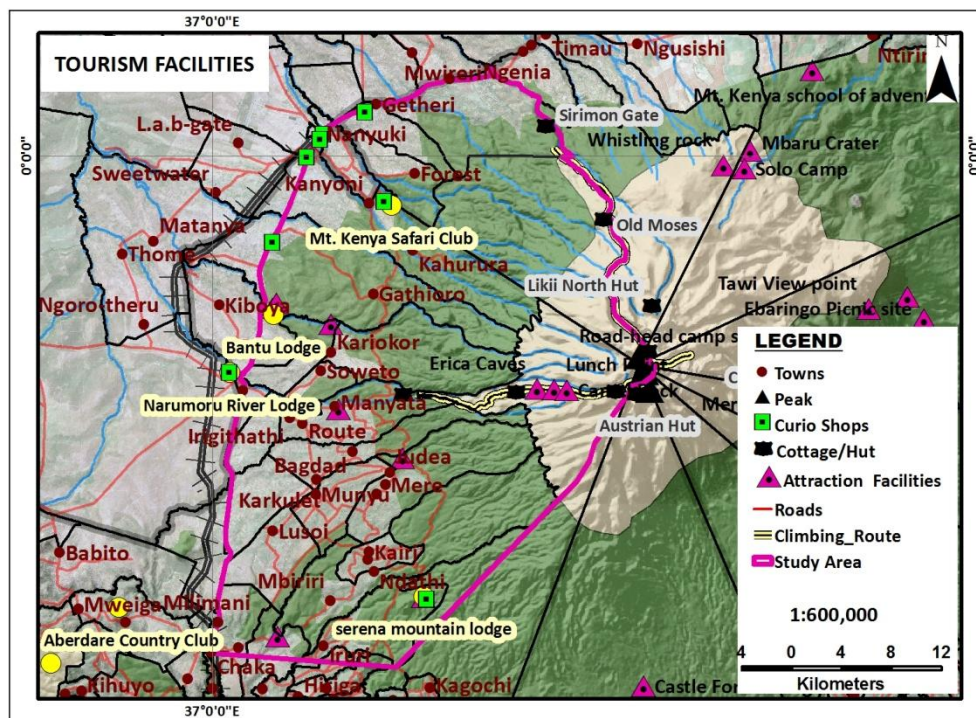 37°0'0"E
TOURISM FACILITIES
N
Timau
Ngusishi
Ntiri
Mwireri
Ngenia
Mt. Kenya school of adven
Getheri
L.a.b-gate
Nanyuki
Sirimon Gate
Whistling rock
Mbaru Crater
0°0'0"
0°0'0"
Sweetwater
Kanyoni
Forest
Solo Camp
Matanya
Old Moses
Thome
Mt. Kenya Safari Club
Kahurura
Likii North Hut
Tawi View point
Ngoro-theru
Kiboya
Gathioro
Ebaringo Picnic site
Bantu Lodge
Kariokor
Erica Caves
Road-head camp s
Soweto
Lunch
Narumoru River Lodge
Manyata
Austrian Hut
Irigithathi
Route
Bagdad
Mere
Karkulet
Munyu
Lusoi
Kairi
Babito
Mbiriri
Ndathi
Mweiga
serena mountain lodge
Aberdare Country Club
Chaka
Kihuyo
Kagochi
Castle For
LEGEND
Towns
Peak
Curio Shops
Cottage/Hut
Attraction Facilities
Roads
Climbing_Route
Study Area
1:600,000
4 0 4 8 12
Kilometers
37°0'0"E